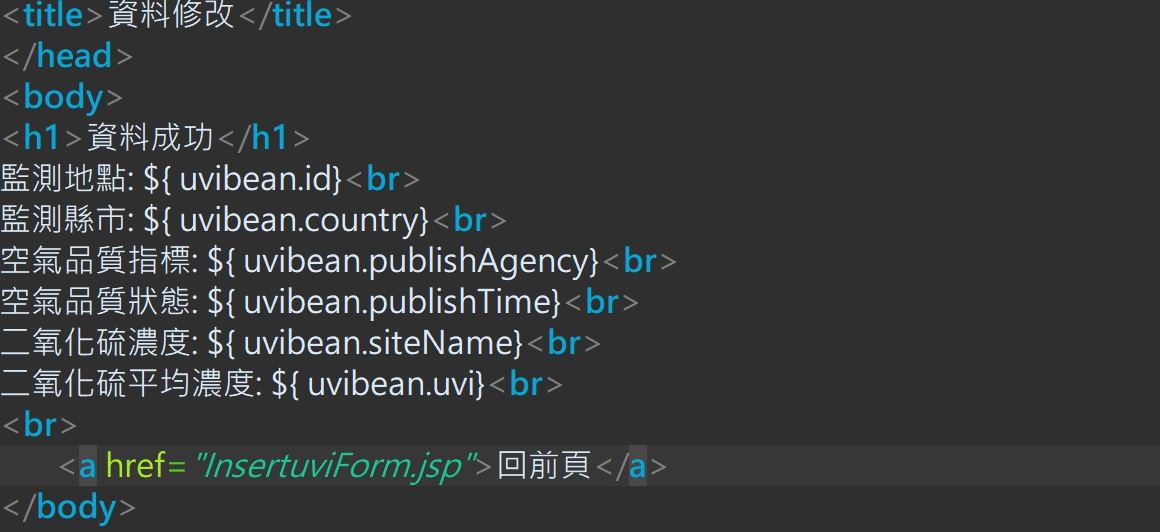 <title>資料修改</title>
</head>
<body>
<h1>資料成功</h1>
監測地點: ${ uvibean.id}<br>
監測縣市: ${ uvibean.country}<br>
空氣品質指標: ${ uvibean.publishAgency}<br>
空氣品質狀態: ${ uvibean.publishTime}<br>
二氧化硫濃度: ${ uvibean.siteName}<br>
二氧化硫平均濃度: ${ uvibean.uvi}<br>
<br>
<a href= "InsertuviForm.jsp">回前頁</a>
</body>